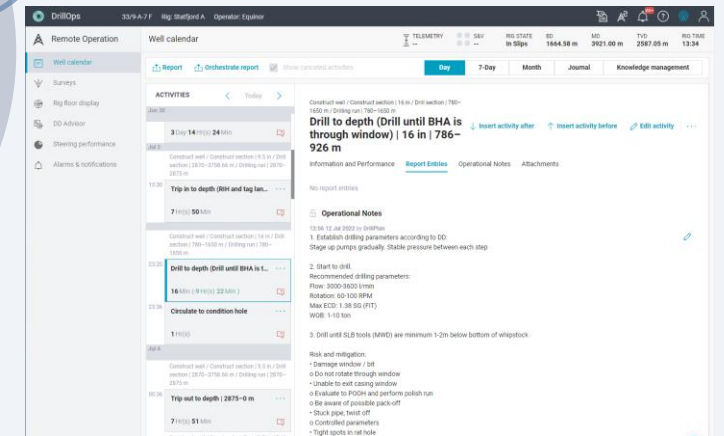 DrillOps 33/9-A-7 F Rig: Statfjord A Operator: Equinor
Remote Operation
Well calendar
TELEMETRY
--
SBV
--
RIG STATE
In Slips
BD
1664.58 m
MD
3921.00 m
TVD
2587.05 m
RIG TIME
13:34
Well calendar
Surveys
Rig floor display
DD Advisor
Steering performance
Alarms & notifications
Report
Orchestrate report
Show canceled activities
Day
7-Day
Month
Journal
Knowledge management
ACTIVITIES
Today
Jun 30
3 Day 14 Hr(s) 24 Min
Jul 5
Construct well / Construct section | 9.5 in / Drill
section | 2870-3758.66 m / Drilling run | 2870-
2875 m
10:30
Trip in to depth (RIH and tag lan...
7 Hr(s) 50 Min
Construct well / Construct section | 16 in / Drill
section | 780-1650 m / Drilling run | 780-
1650 m
Drill to depth (Drill until BHA is t...
16 Min ( 9 Hr(s) 22 Min )
Circulate to condition hole
1 Hr(s)
Jul 6
Construct well / Construct section | 9.5 in / Drill
section | 2870-3758.66 m / Drilling run | 2870-
2875 m
Trip out to depth | 2875-0 m
7 Hr(s) 51 Min
Construct well / Construct section | 16 m / Drill section | 780-
1650 m / Drilling run | 780-1650 m
Drill to depth (Drill until BHA is
through window) | 16 in | 786-
926 m
Insert activity after
Insert activity before
Edit activity
Information and Performance
Report Entries
Operational Notes
Attachments
No report entries
Operational Notes
12 Jul 2022 by DrillPlan
1. Establish drilling parameters according to DD:
Stage up pumps gradually. Stable pressure between each step
2. Start to drill.
Recommended drilling parameters:
Flow: 3000-3600 l/min
Rotation: 60-100 RPM
Max ECD: 1.38 SG (FIT)
WOB: 1-10 ton
3. Drill until SLB tools (MWD) are minimum 1-2m below bottom of whipstock
Risk and mitigation:
• Damage window / bit
o Do not rotate through window
• Unable to exit casing window
o Evaluate to POOH and perform polish run
o Be aware of possible pack-off
• Stuck pipe, twist off
o Controlled parameters
• Tight spots in rat hole